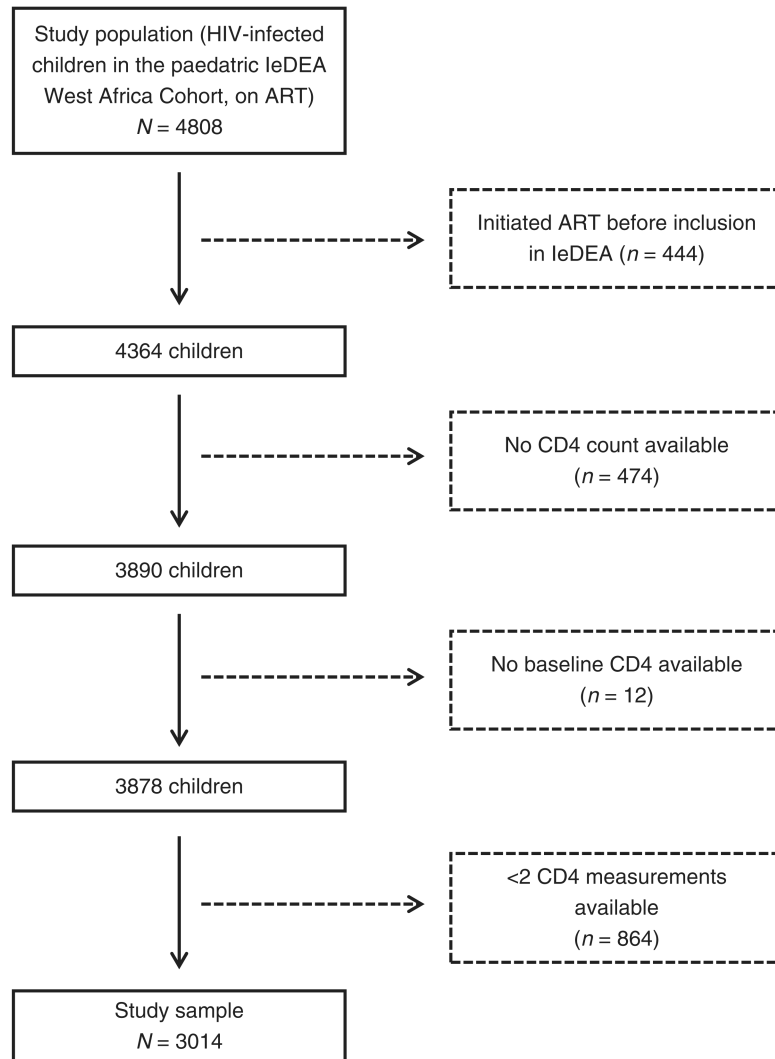 Study population (HIV-infected
children in the paedatric IeDEA
West Africa Cohort, on ART)
N = 4808
Initiated ART before inclusion
in IeDEA (n = 444)
4364 children
No CD4 count available
(n = 474)
3890 children
No baseline CD4 available
(n = 12)
3878 children
<2 CD4 measurements
available
(n = 864)
Study sample
N = 3014